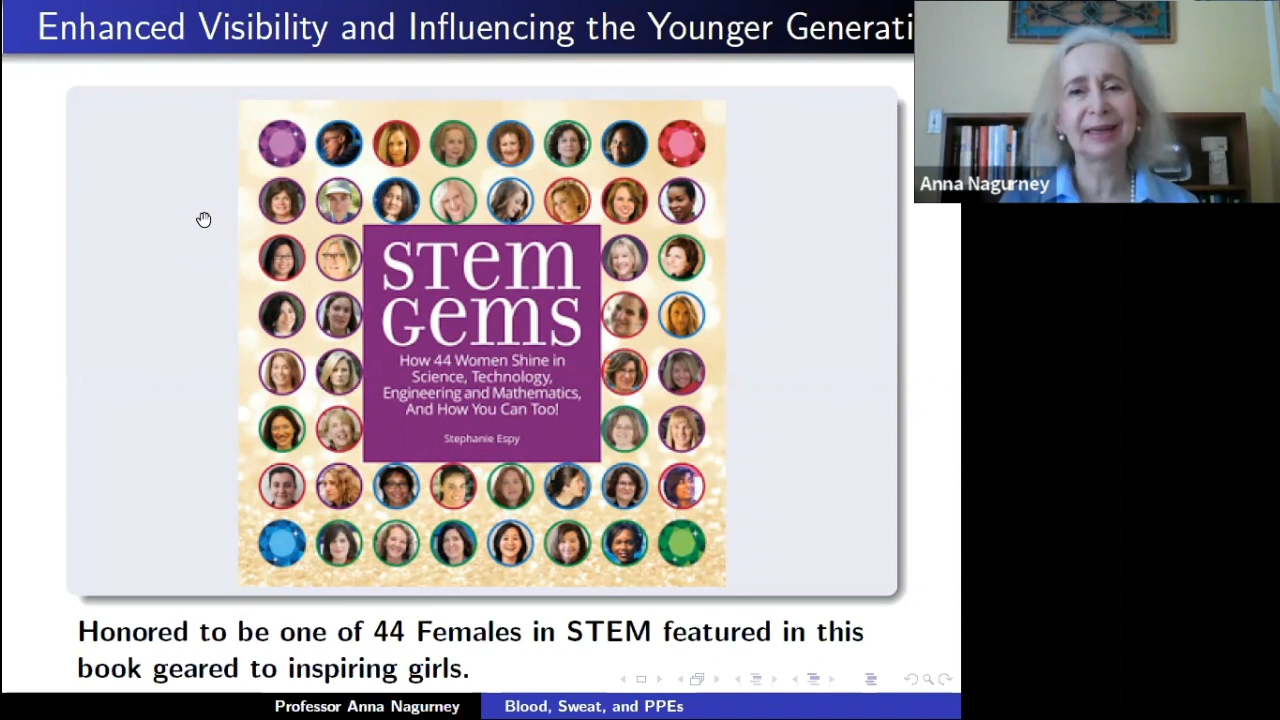 Enhanced Visibility and Influencing the Younger Generati
Anna Nagurney
STEM
Gems
How 44 Women Shine in
Science, Technology,
Engineering and Mathematics,
And How You Can Too!
Stephanie Espy
Honored to be one of 44 Females in STEM featured in this
book geared to inspiring girls.
Professor Anna Nagurney
Blood, Sweat, and PPEs